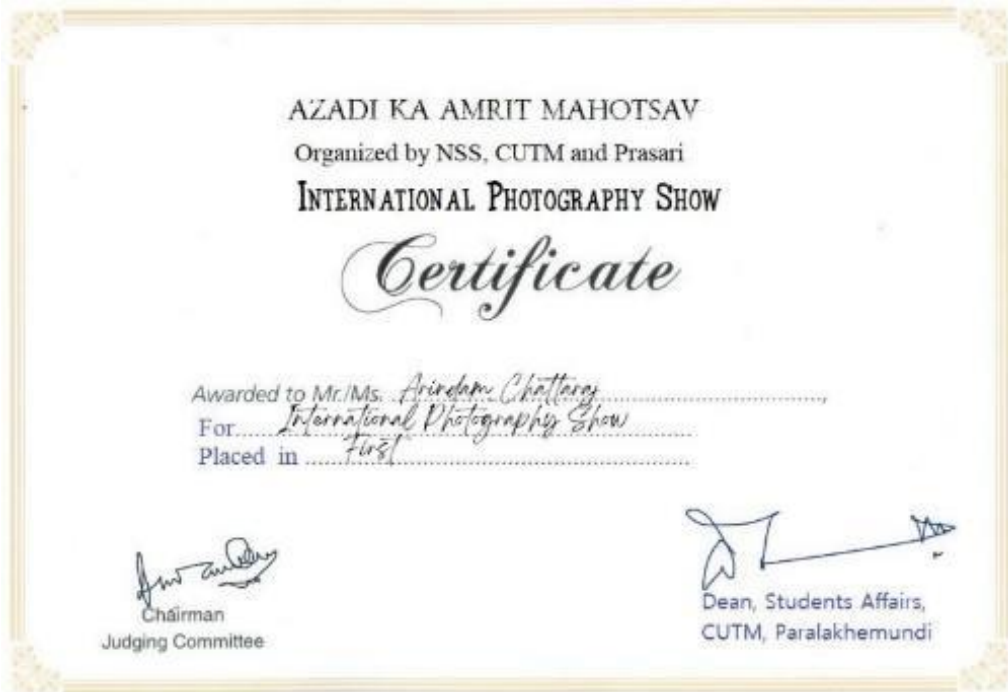 AZADI KA AMRIT MAHOTSAV
Organized by NSS, CUTM and Prasari
INTERNATIONAL PHOTOGRAPHY SHOW
Certificate
Awarded to Mr./Ms. Arindam Chattaraj
For International Photography Show
Placed in First
Chairman
Judging Committee
Dean, Students Affairs,
CUTM, Paralakhemundi